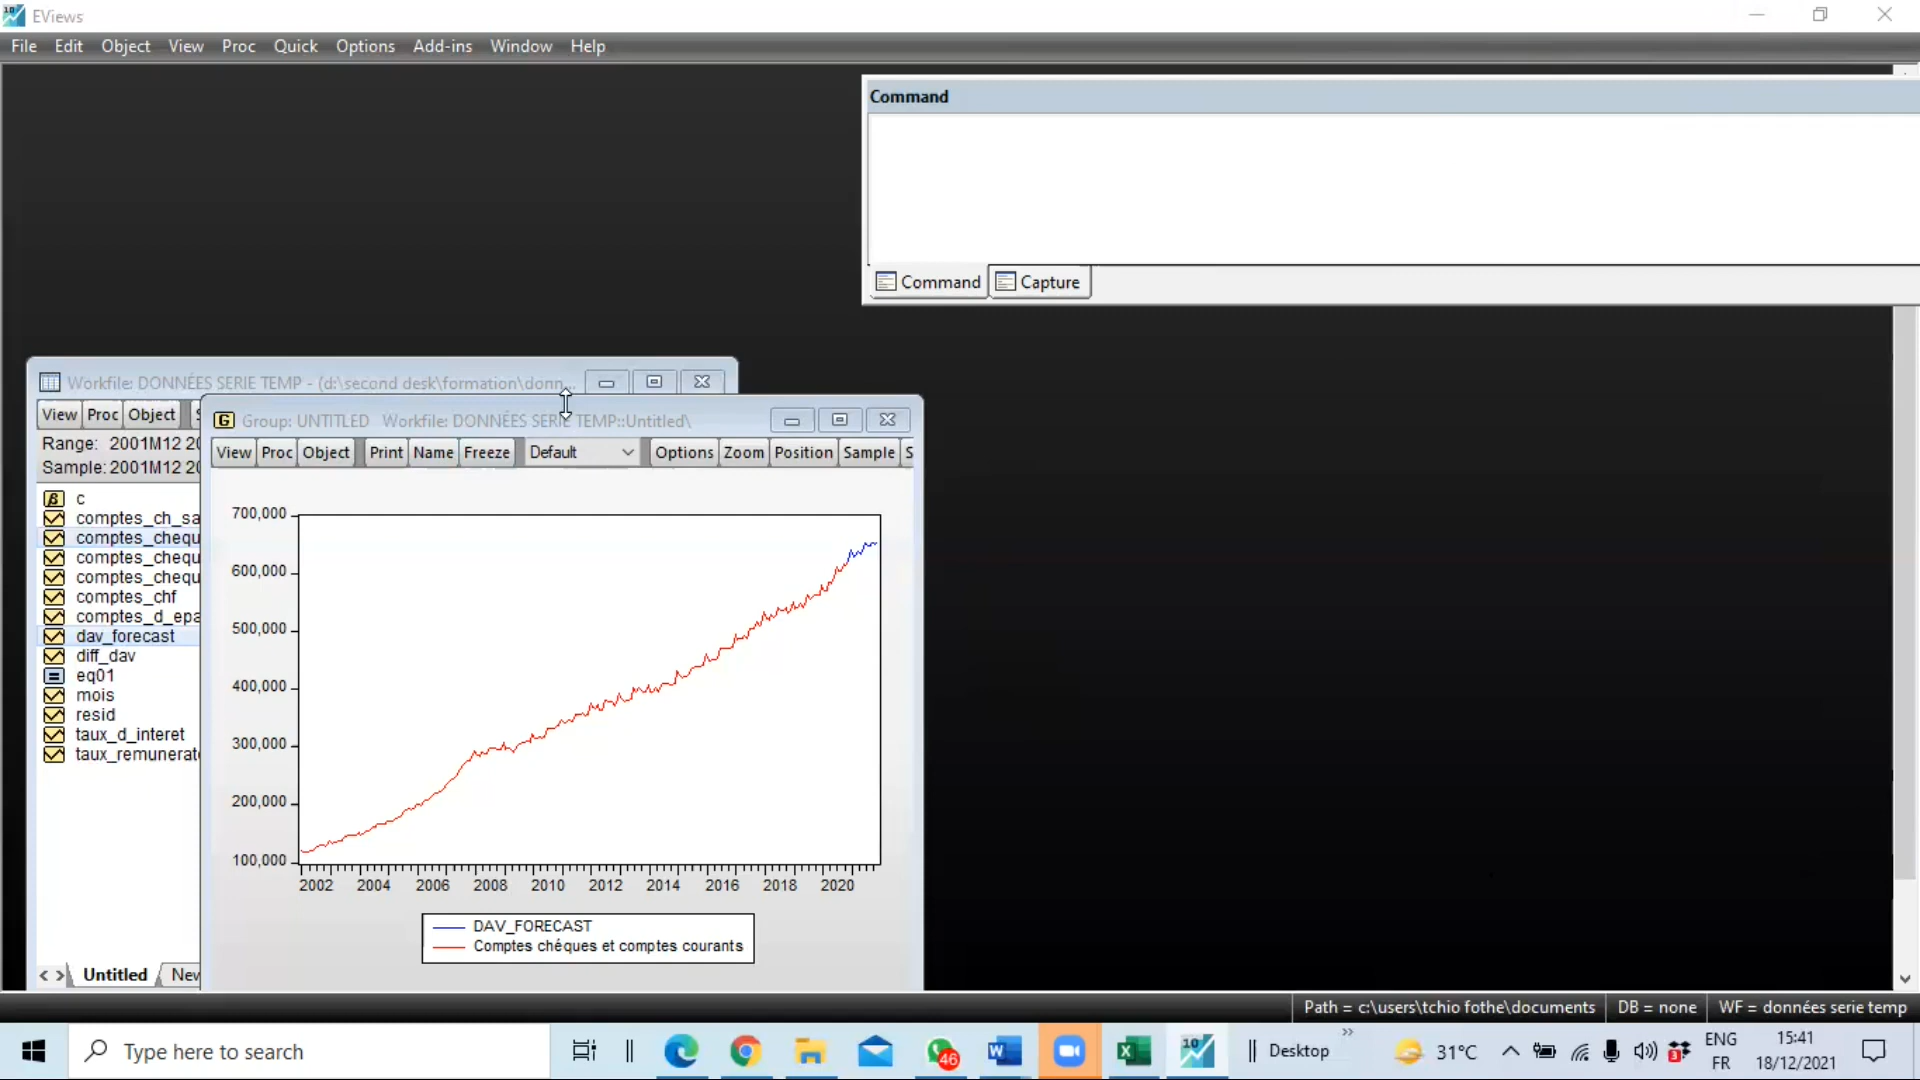 EViews
File Edit Object View Proc Quick Options Add-ins Window Help
Command
Command Capture
Workfile: DONNÉES SERIE TEMP - (d:\second desk\formation\donn...
View Proc Object
Range: 2001M12 20
Sample: 2001M12 20
c
comptes_ch_sa
comptes_chequ
comptes_chequ
comptes_chequ
comptes_chf
comptes_d_epa
dav_forecast
diff_dav
eq01
mois
resid
taux_d_interet
taux_remunerat
< > Untitled New
Group: UNTITLED Workfile: DONNÉES SERIE TEMP::Untitled\
View Proc Object Print Name Freeze Default Options Zoom Position Sample S
700,000
600,000
500,000
400,000
300,000
200,000
100,000
2002 2004 2006 2008 2010 2012 2014 2016 2018 2020
DAV_FORECAST
Comptes chéques et comptes courants
Path = c:\users\tchio fothe\documents DB = none WF = données serie temp
Type here to search
46
10
Desktop
31°C
3
ENG
FR
15:41
18/12/2021